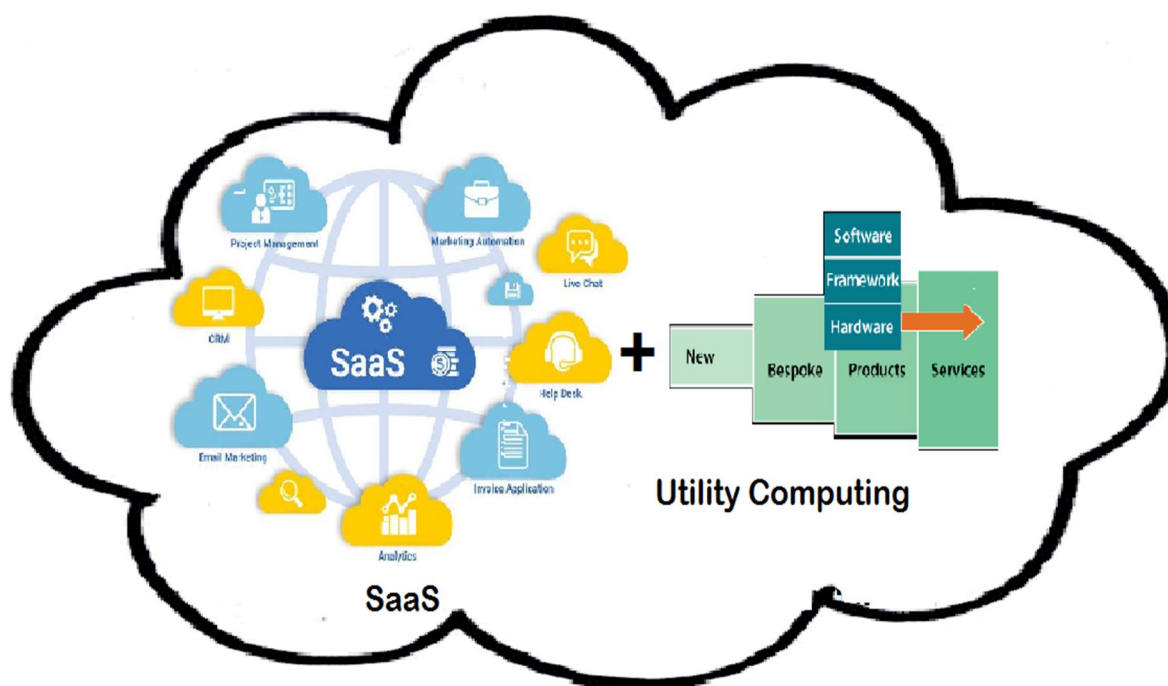 Project Management
Marketing Automation
Live Chat
CRM
SaaS
Help Desk
Email Marketing
Invoice Application
Analytics
SaaS
+
Software
Framework
Hardware
New
Bespoke
Products
Services
Utility Computing